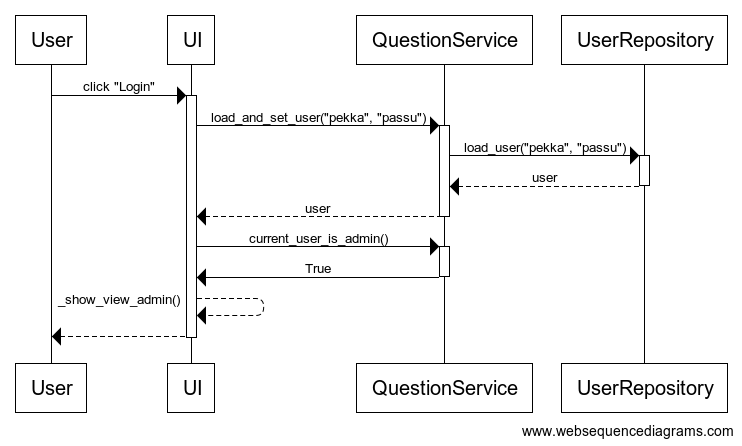 User UI QuestionService UserRepository
click "Login"
load_and_set_user("pekka", "passu")
load_user("pekka", "passu")
user
user
current_user_is_admin()
True
_show_view_admin()
User UI QuestionService UserRepository
www.websequencediagrams.com